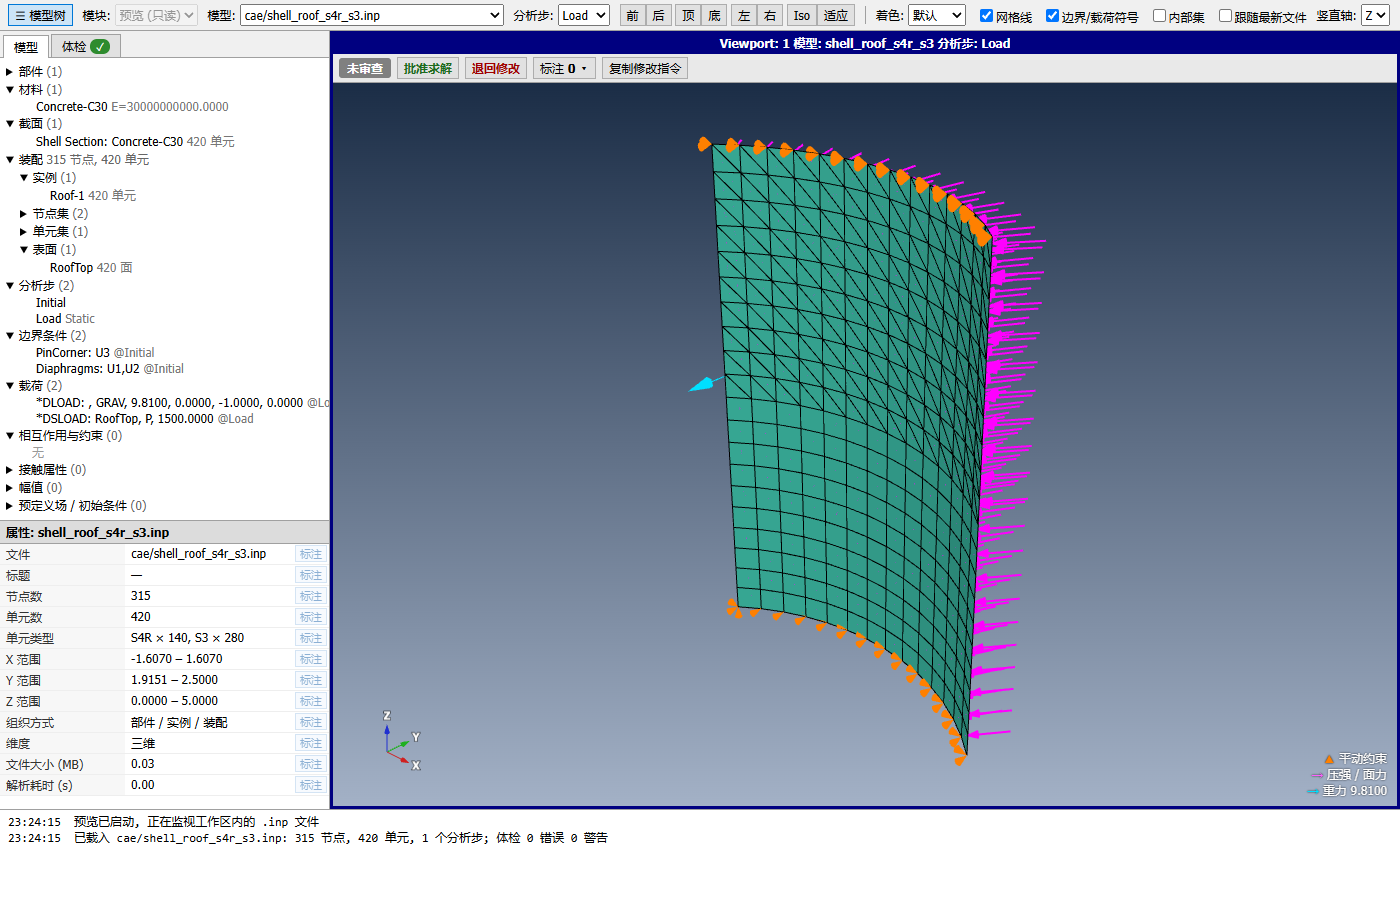 ☰ 模型树 模块: 预览 (只读) 模型: cae/shell_roof_s4r_s3.inp 分析步: Load 前 后 顶 底 左 右 Iso 适应 着色: 默认 网格线 边界/载荷符号 内部集 跟随最新文件 竖直轴: Z
模型 体检 ✓
部件 (1)
材料 (1)
Concrete-C30 E=30000000000.0000
截面 (1)
Shell Section: Concrete-C30 420 单元
装配 315 节点, 420 单元
实例 (1)
Roof-1 420 单元
节点集 (2)
单元集 (1)
表面 (1)
RoofTop 420 面
分析步 (2)
Initial
Load Static
边界条件 (2)
PinCorner: U3 @Initial
Diaphragms: U1,U2 @Initial
载荷 (2)
*DLOAD: , GRAV, 9.8100, 0.0000, -1.0000, 0.0000 @Lo
*DSLOAD: RoofTop, P, 1500.0000 @Load
相互作用与约束 (0)
无
接触属性 (0)
幅值 (0)
预定义场 / 初始条件 (0)
属性: shell_roof_s4r_s3.inp
文件 cae/shell_roof_s4r_s3.inp 标注
标题 — 标注
节点数 315 标注
单元数 420 标注
单元类型 S4R × 140, S3 × 280 标注
X 范围 -1.6070 – 1.6070 标注
Y 范围 1.9151 – 2.5000 标注
Z 范围 0.0000 – 5.0000 标注
组织方式 部件 / 实例 / 装配 标注
维度 三维 标注
文件大小 (MB) 0.03 标注
解析耗时 (s) 0.00 标注
Viewport: 1 模型: shell_roof_s4r_s3 分析步: Load
未审查 批准求解 退回修改 标注 0 复制修改指令
Z
Y
X
平动约束
压强 / 面力
重力 9.8100
23:24:15 预览已启动, 正在监视工作区内的 .inp 文件
23:24:15 已载入 cae/shell_roof_s4r_s3.inp: 315 节点, 420 单元, 1 个分析步; 体检 0 错误 0 警告